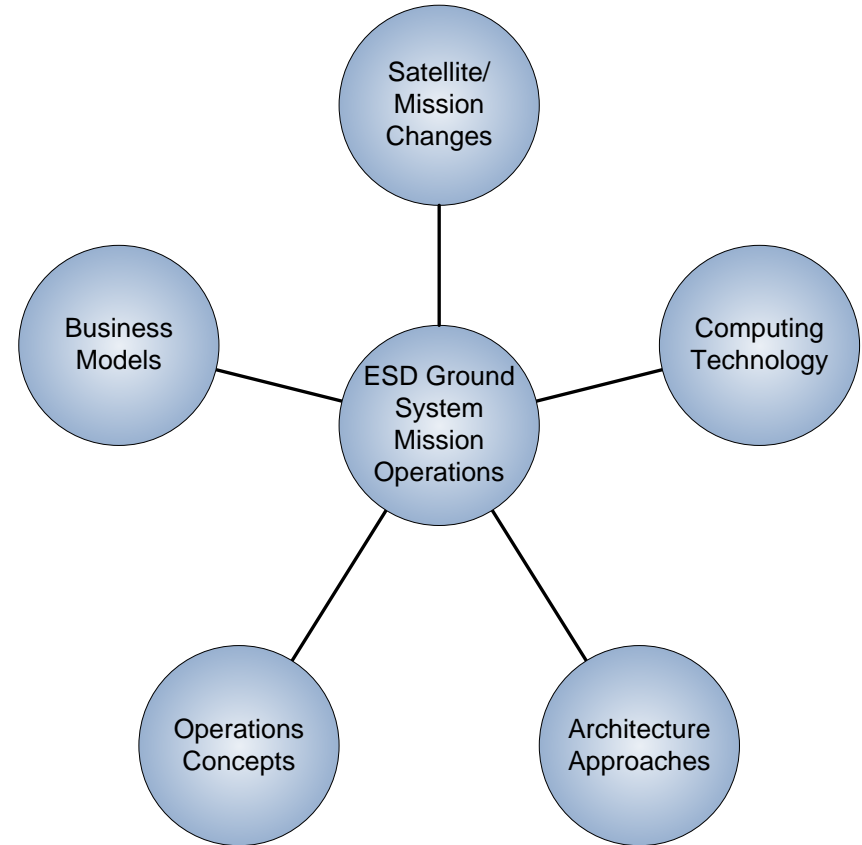 Satellite/
Mission
Changes
Business
Models
Computing
Technology
ESD Ground
System
Mission
Operations
Operations
Concepts
Architecture
Approaches